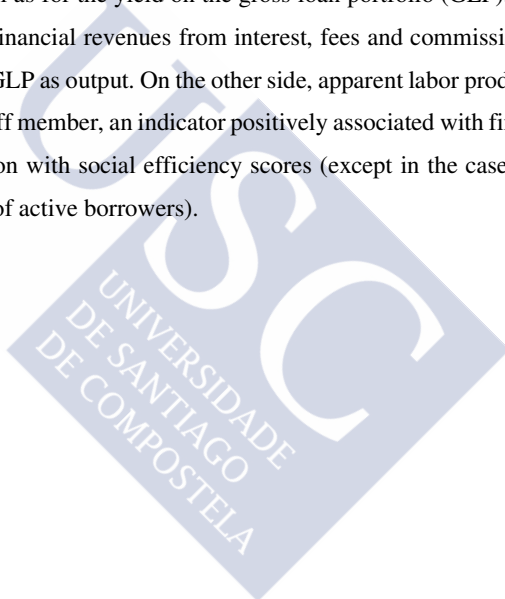 as for the yield on the gross loan portfolio (GLP)
inancial revenues from interest, fees and commissi
GLP as output. On the other side, apparent labor prod
ff member, an indicator positively associated with fi
on with social efficiency scores (except in the case
of active borrowers).
USC
UNIVERSIDADE
DE SANTIAGO
DE COMPOSTELA